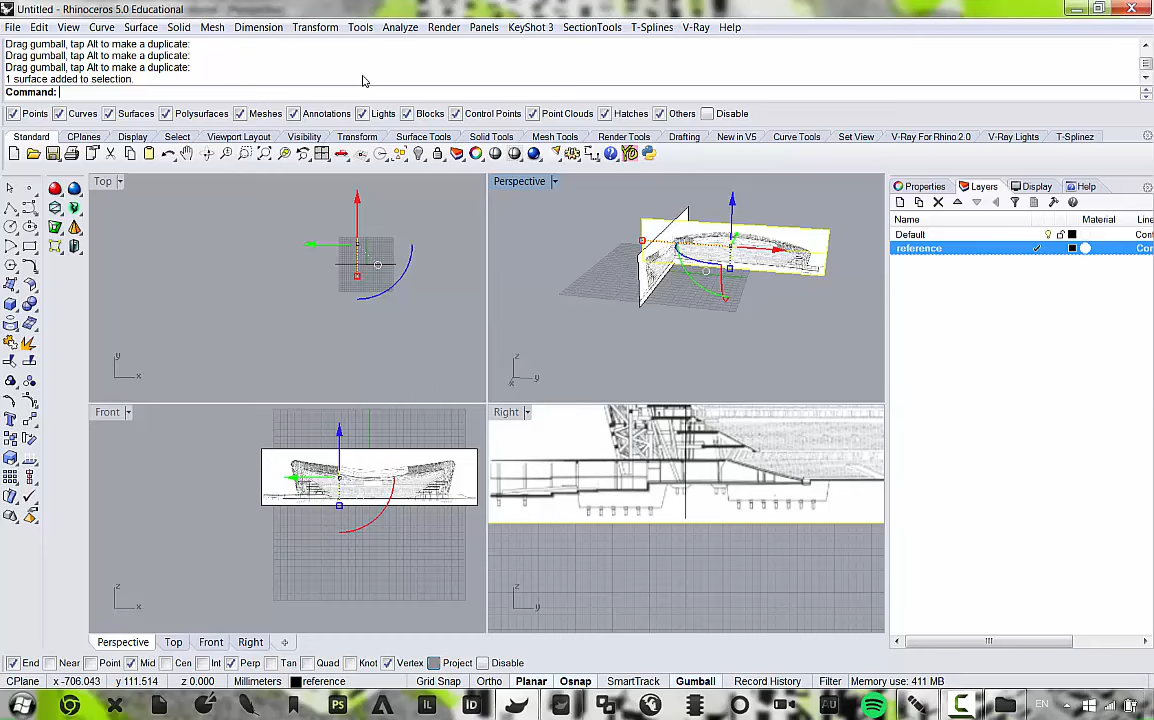 Untitled - Rhinoceros 5.0 Educational
File Edit View Curve Surface Solid Mesh Dimension Transform Tools Analyze Render Panels KeyShot 3 SectionTools T-Splines V-Ray Help
Drag gumball, tap Alt to make a duplicate:
Drag gumball, tap Alt to make a duplicate:
Drag gumball, tap Alt to make a duplicate:
1 surface added to selection.
Command:
Points Curves Surfaces Polysurfaces Meshes Annotations Lights Blocks Control Points Point Clouds Hatches Others Disable
Standard CPlanes Display Select Viewport Layout Visibility Transform Surface Tools Solid Tools Mesh Tools Render Tools Drafting New in V5 Curve Tools Set View V-Ray For Rhino 2.0 V-Ray Lights T-Splinez
Top Perspective Properties Layers Display Help
Name Material Line
Default Cont
reference Cor
y
x
z
y
x
Front Right
z
x
z
y
Perspective Top Front Right
End Near Point Mid Cen Int Perp Tan Quad Knot Vertex Project Disable
CPlane x -706.043 y 111.514 z 0.000 Millimeters reference Grid Snap Ortho Planar Osnap SmartTrack Gumball Record History Filter Memory use: 411 MB
PS IL ID AU EN